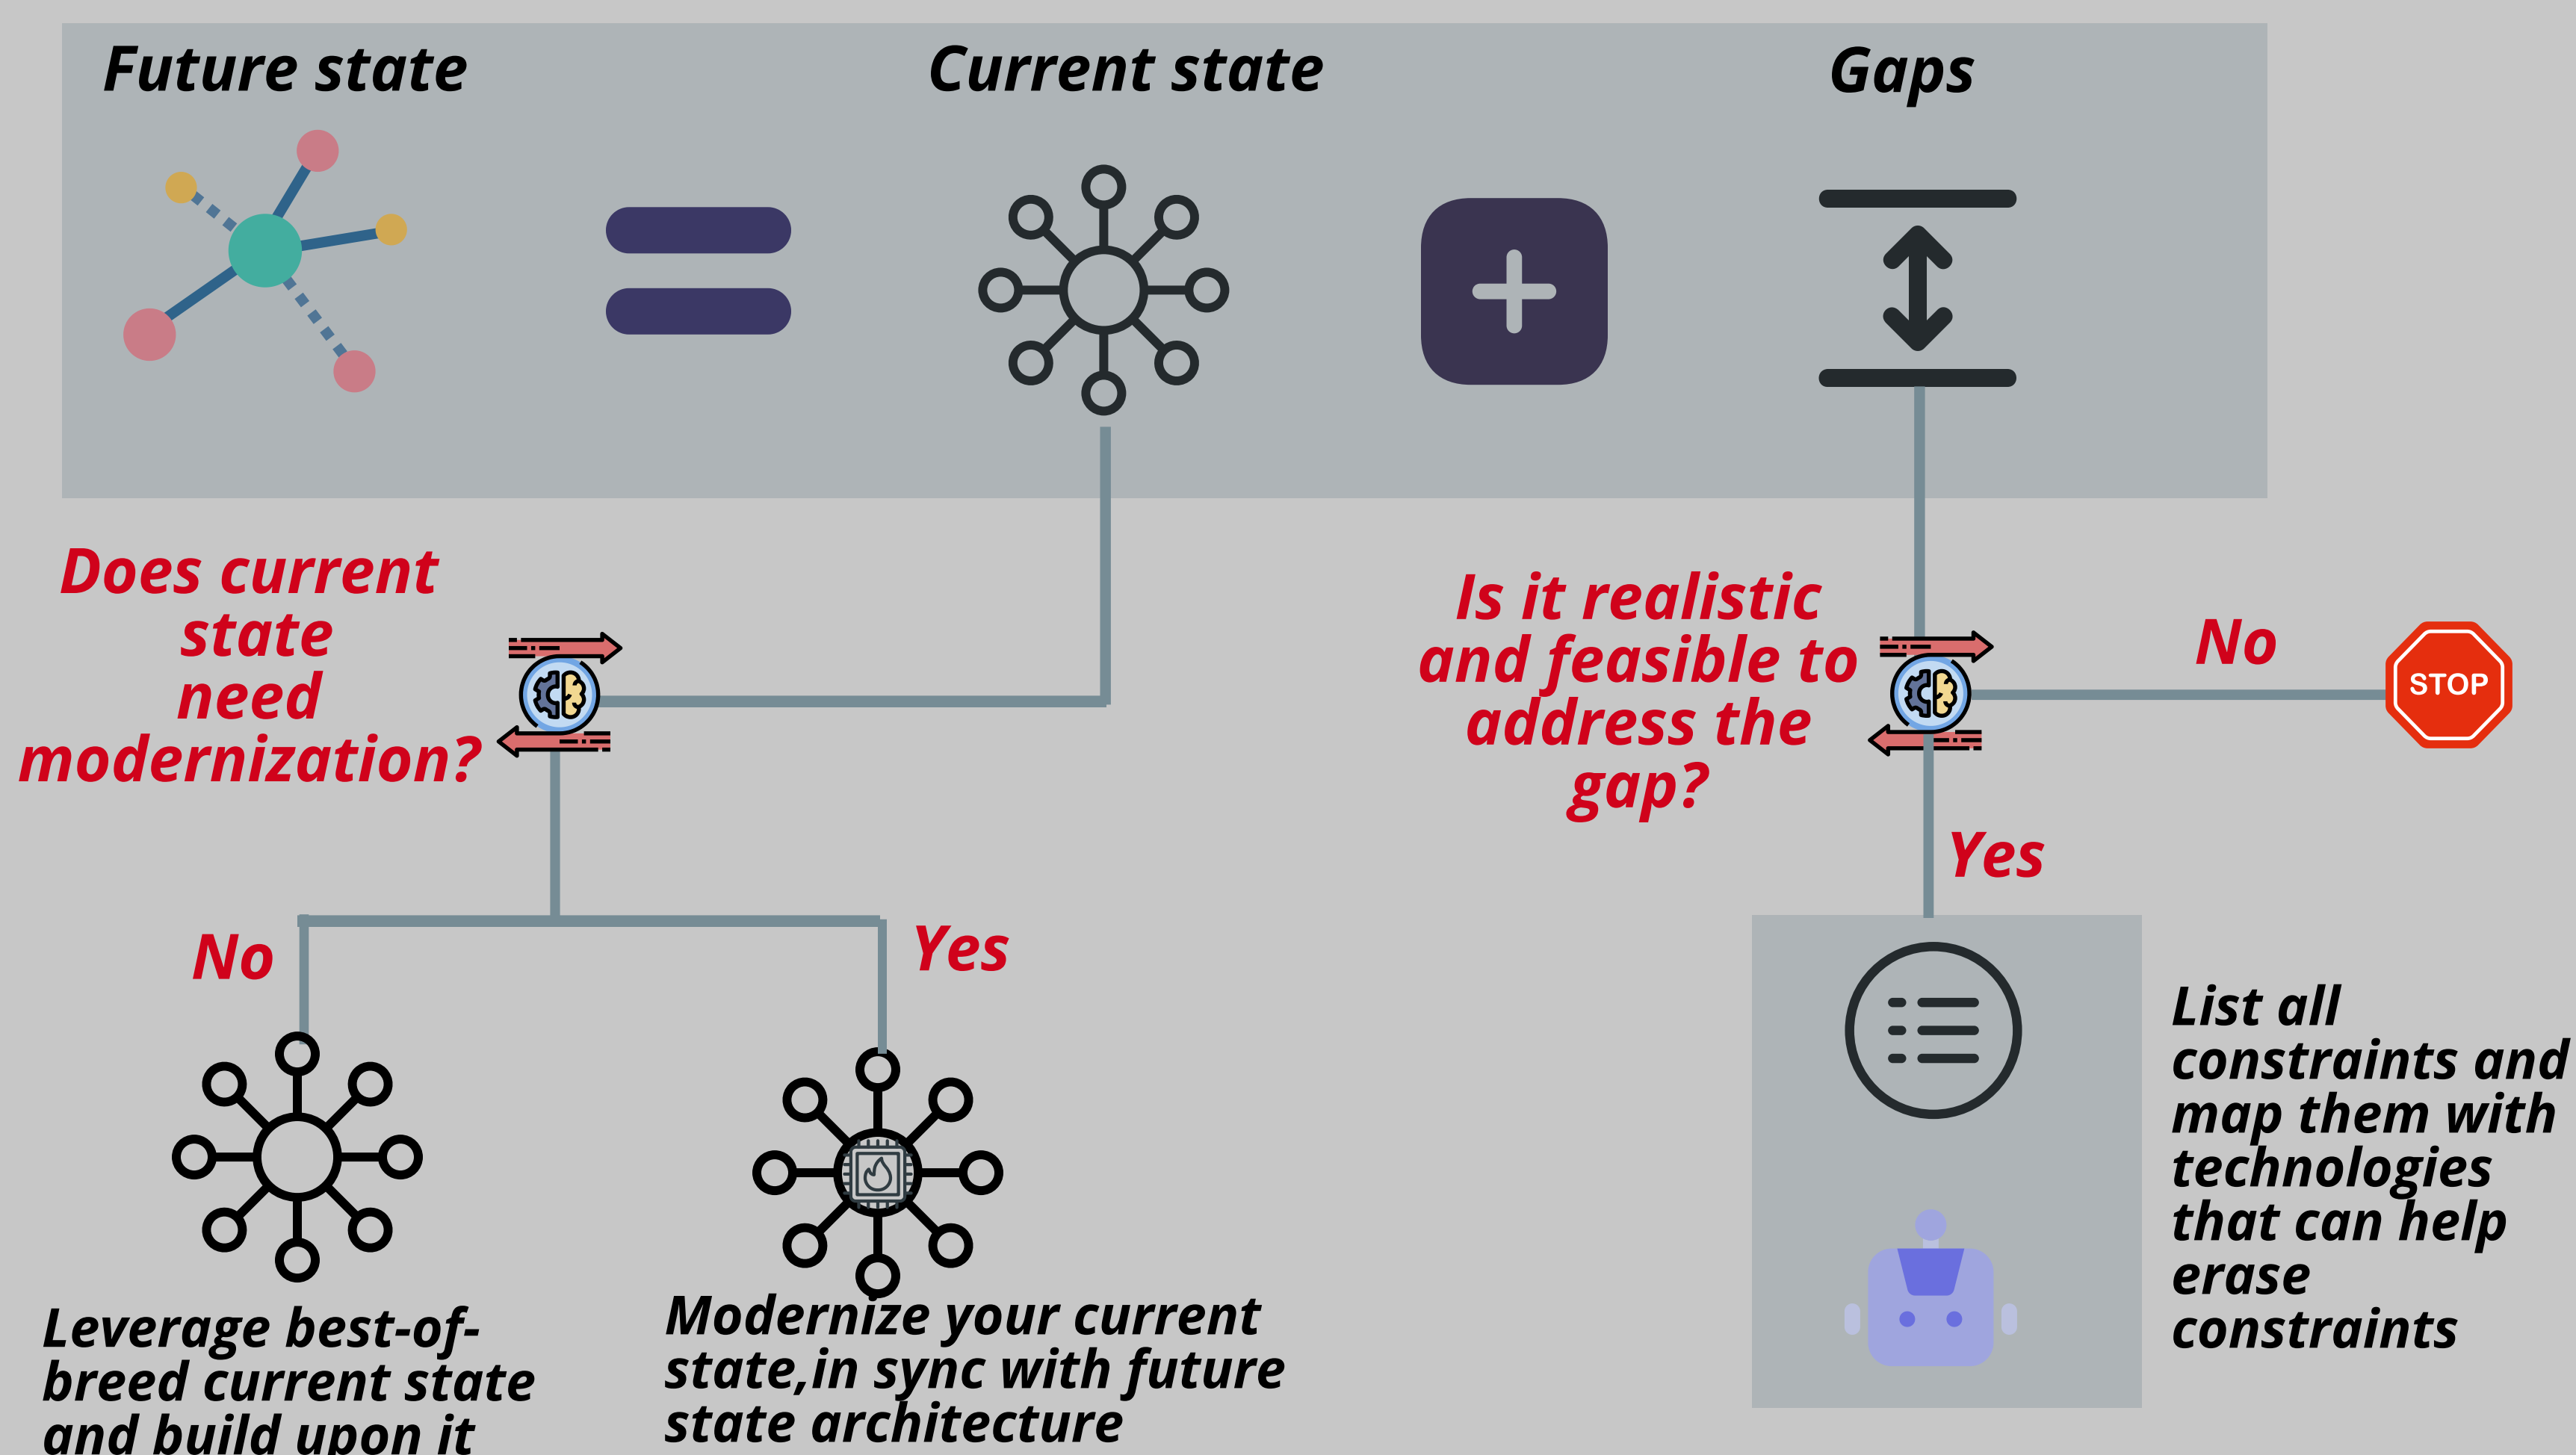 Future state
Current state
Gaps
Does current
state
need
modernization?
Is it realistic
and feasible to
address the
gap?
No
STOP
Yes
No
Yes
List all
constraints and
map them with
technologies
that can help
erase
constraints
Leverage best-of-
breed current state
and build upon it
Modernize your current
state,in sync with future
state architecture